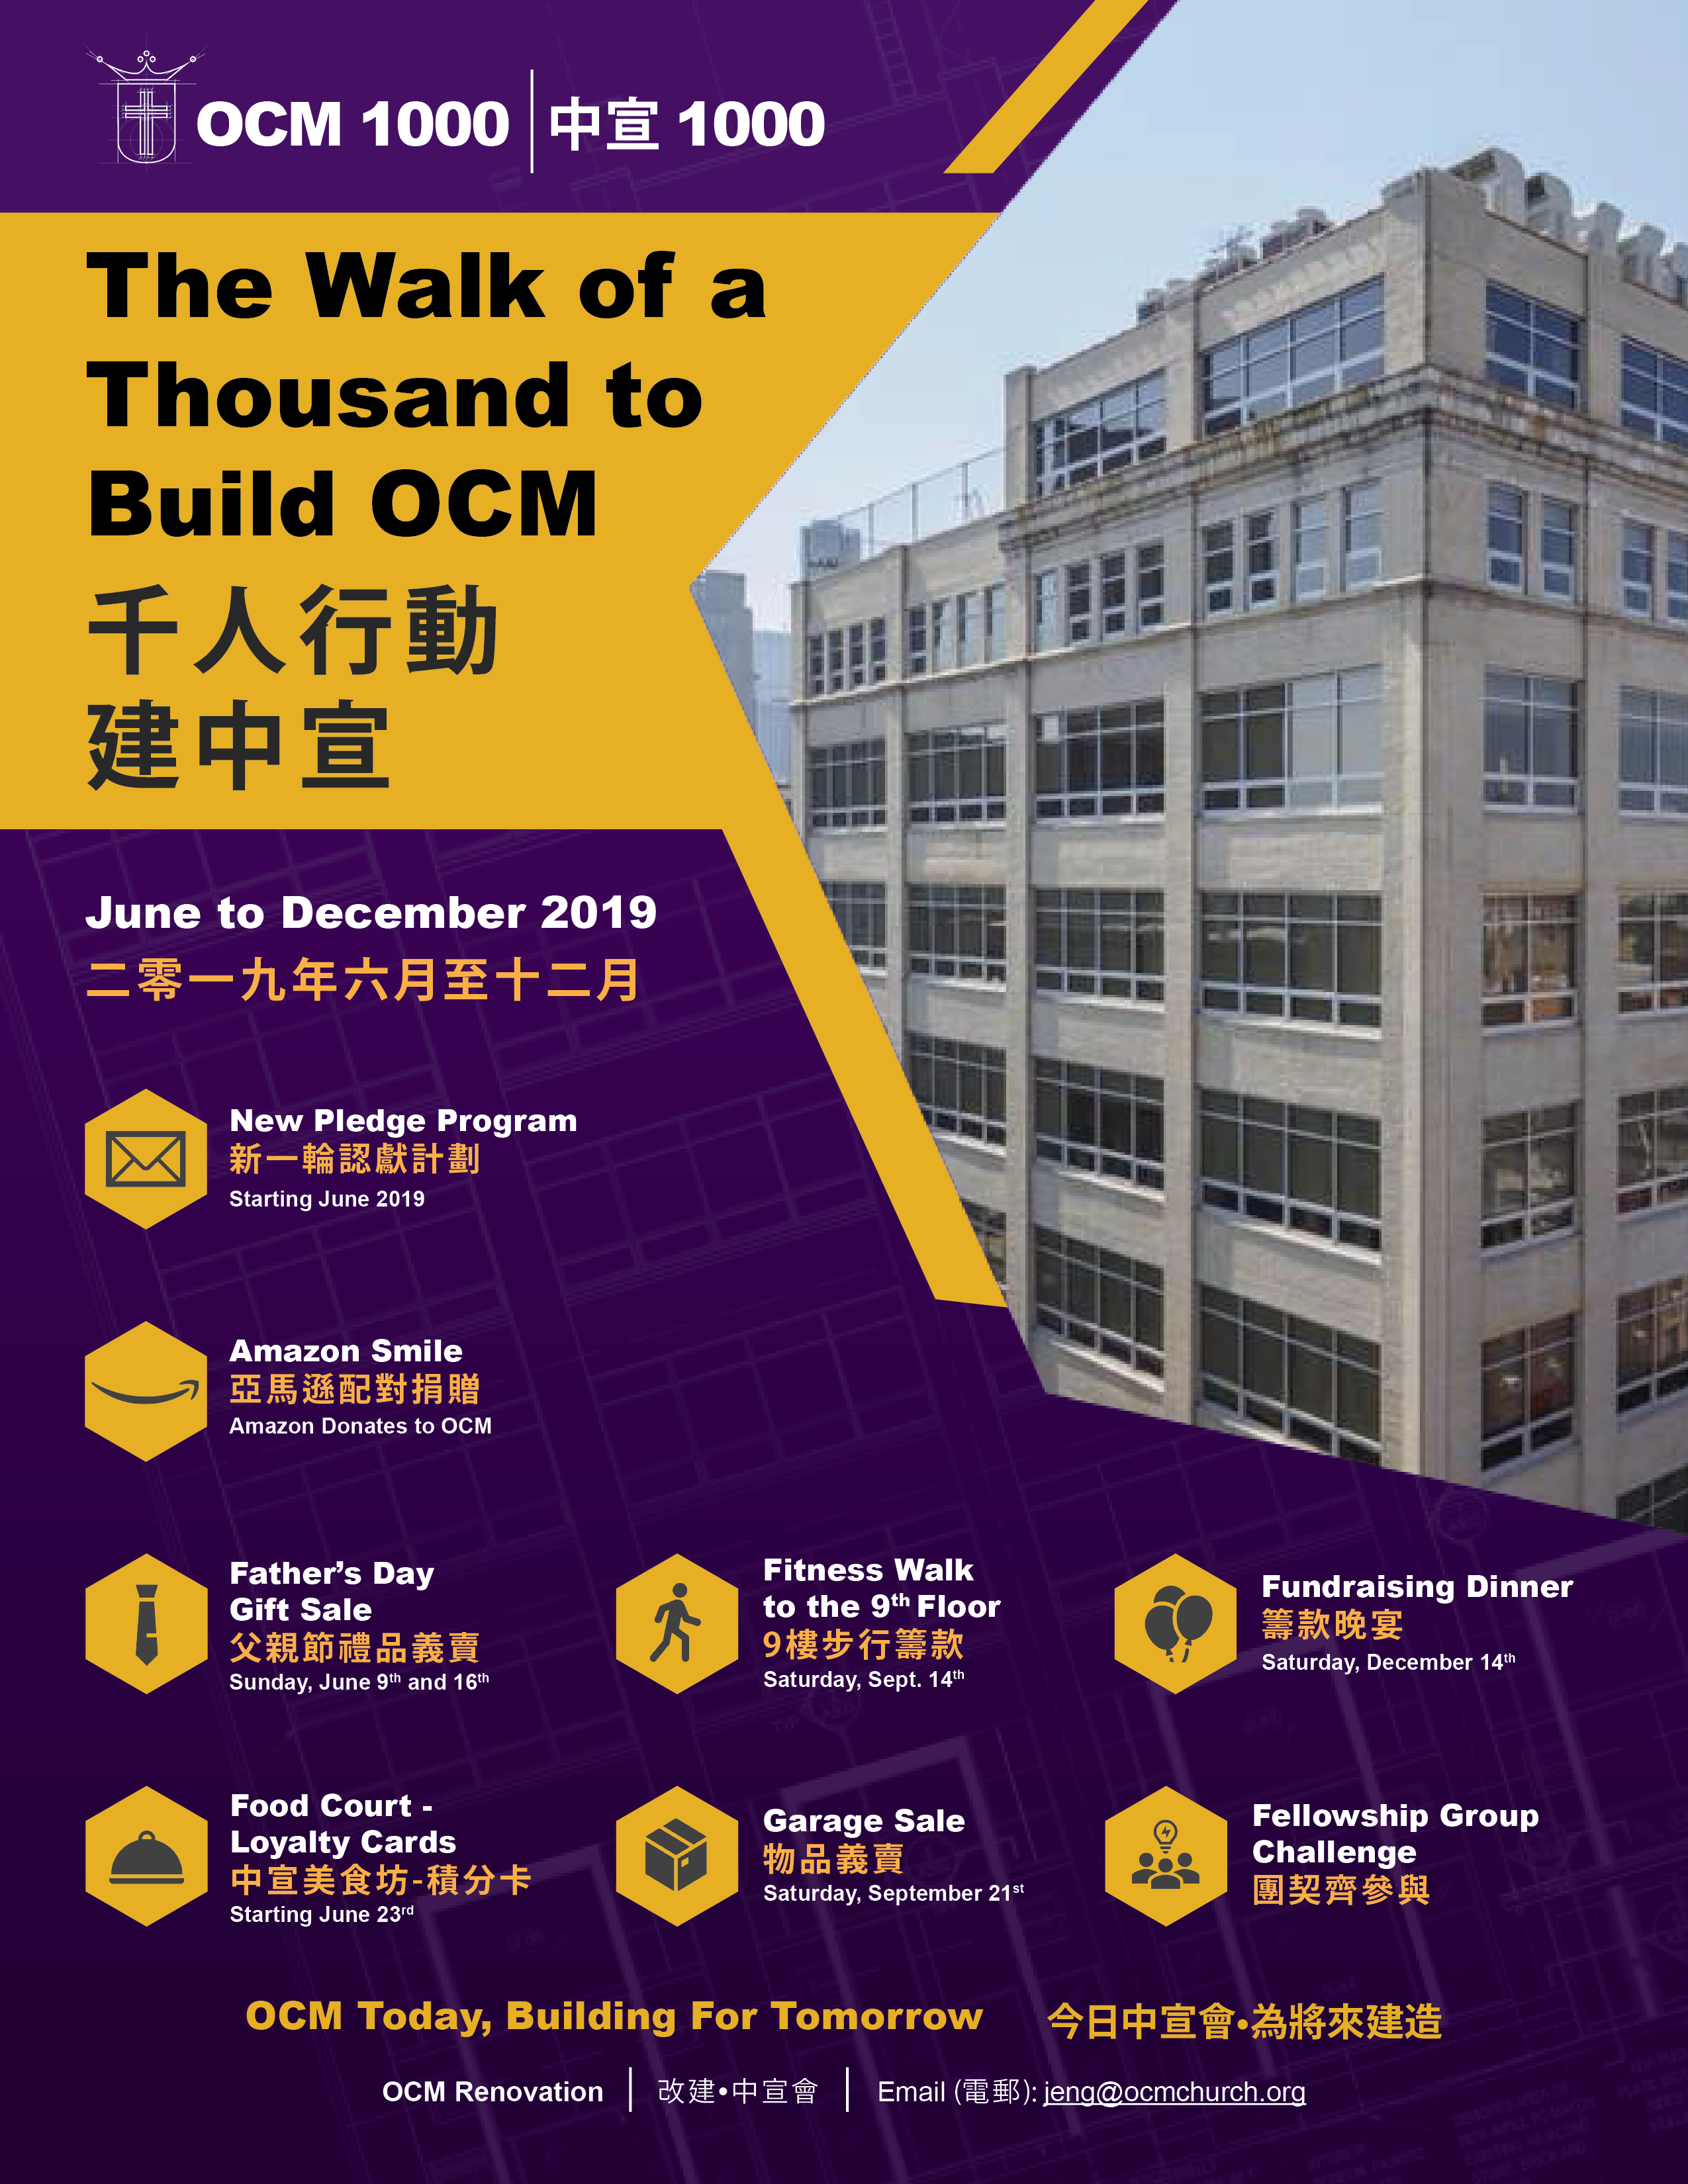 OCM 1000 | 中宣 1000
The Walk of a
Thousand to
Build OCM
千人行動
建中宣
June to December 2019
二零一九年六月至十二月
New Pledge Program
新一輪認獻計劃
Starting June 2019
Amazon Smile
亞馬遜配對捐贈
Amazon Donates to OCM
Father's Day
Gift Sale
父親節禮品義賣
Sunday, June 9th and 16th
Fitness Walk
to the 9th Floor
9樓步行籌款
Saturday, Sept. 14th
Fundraising Dinner
籌款晚宴
Saturday, December 14th
Food Court -
Loyalty Cards
中宣美食坊-積分卡
Starting June 23rd
Garage Sale
物品義賣
Saturday, September 21st
Fellowship Group
Challenge
團契齊參與
OCM Today, Building For Tomorrow 今日中宣會•為將來建造
OCM Renovation | 改建•中宣會 | Email (電郵): jeng@ocmchurch.org